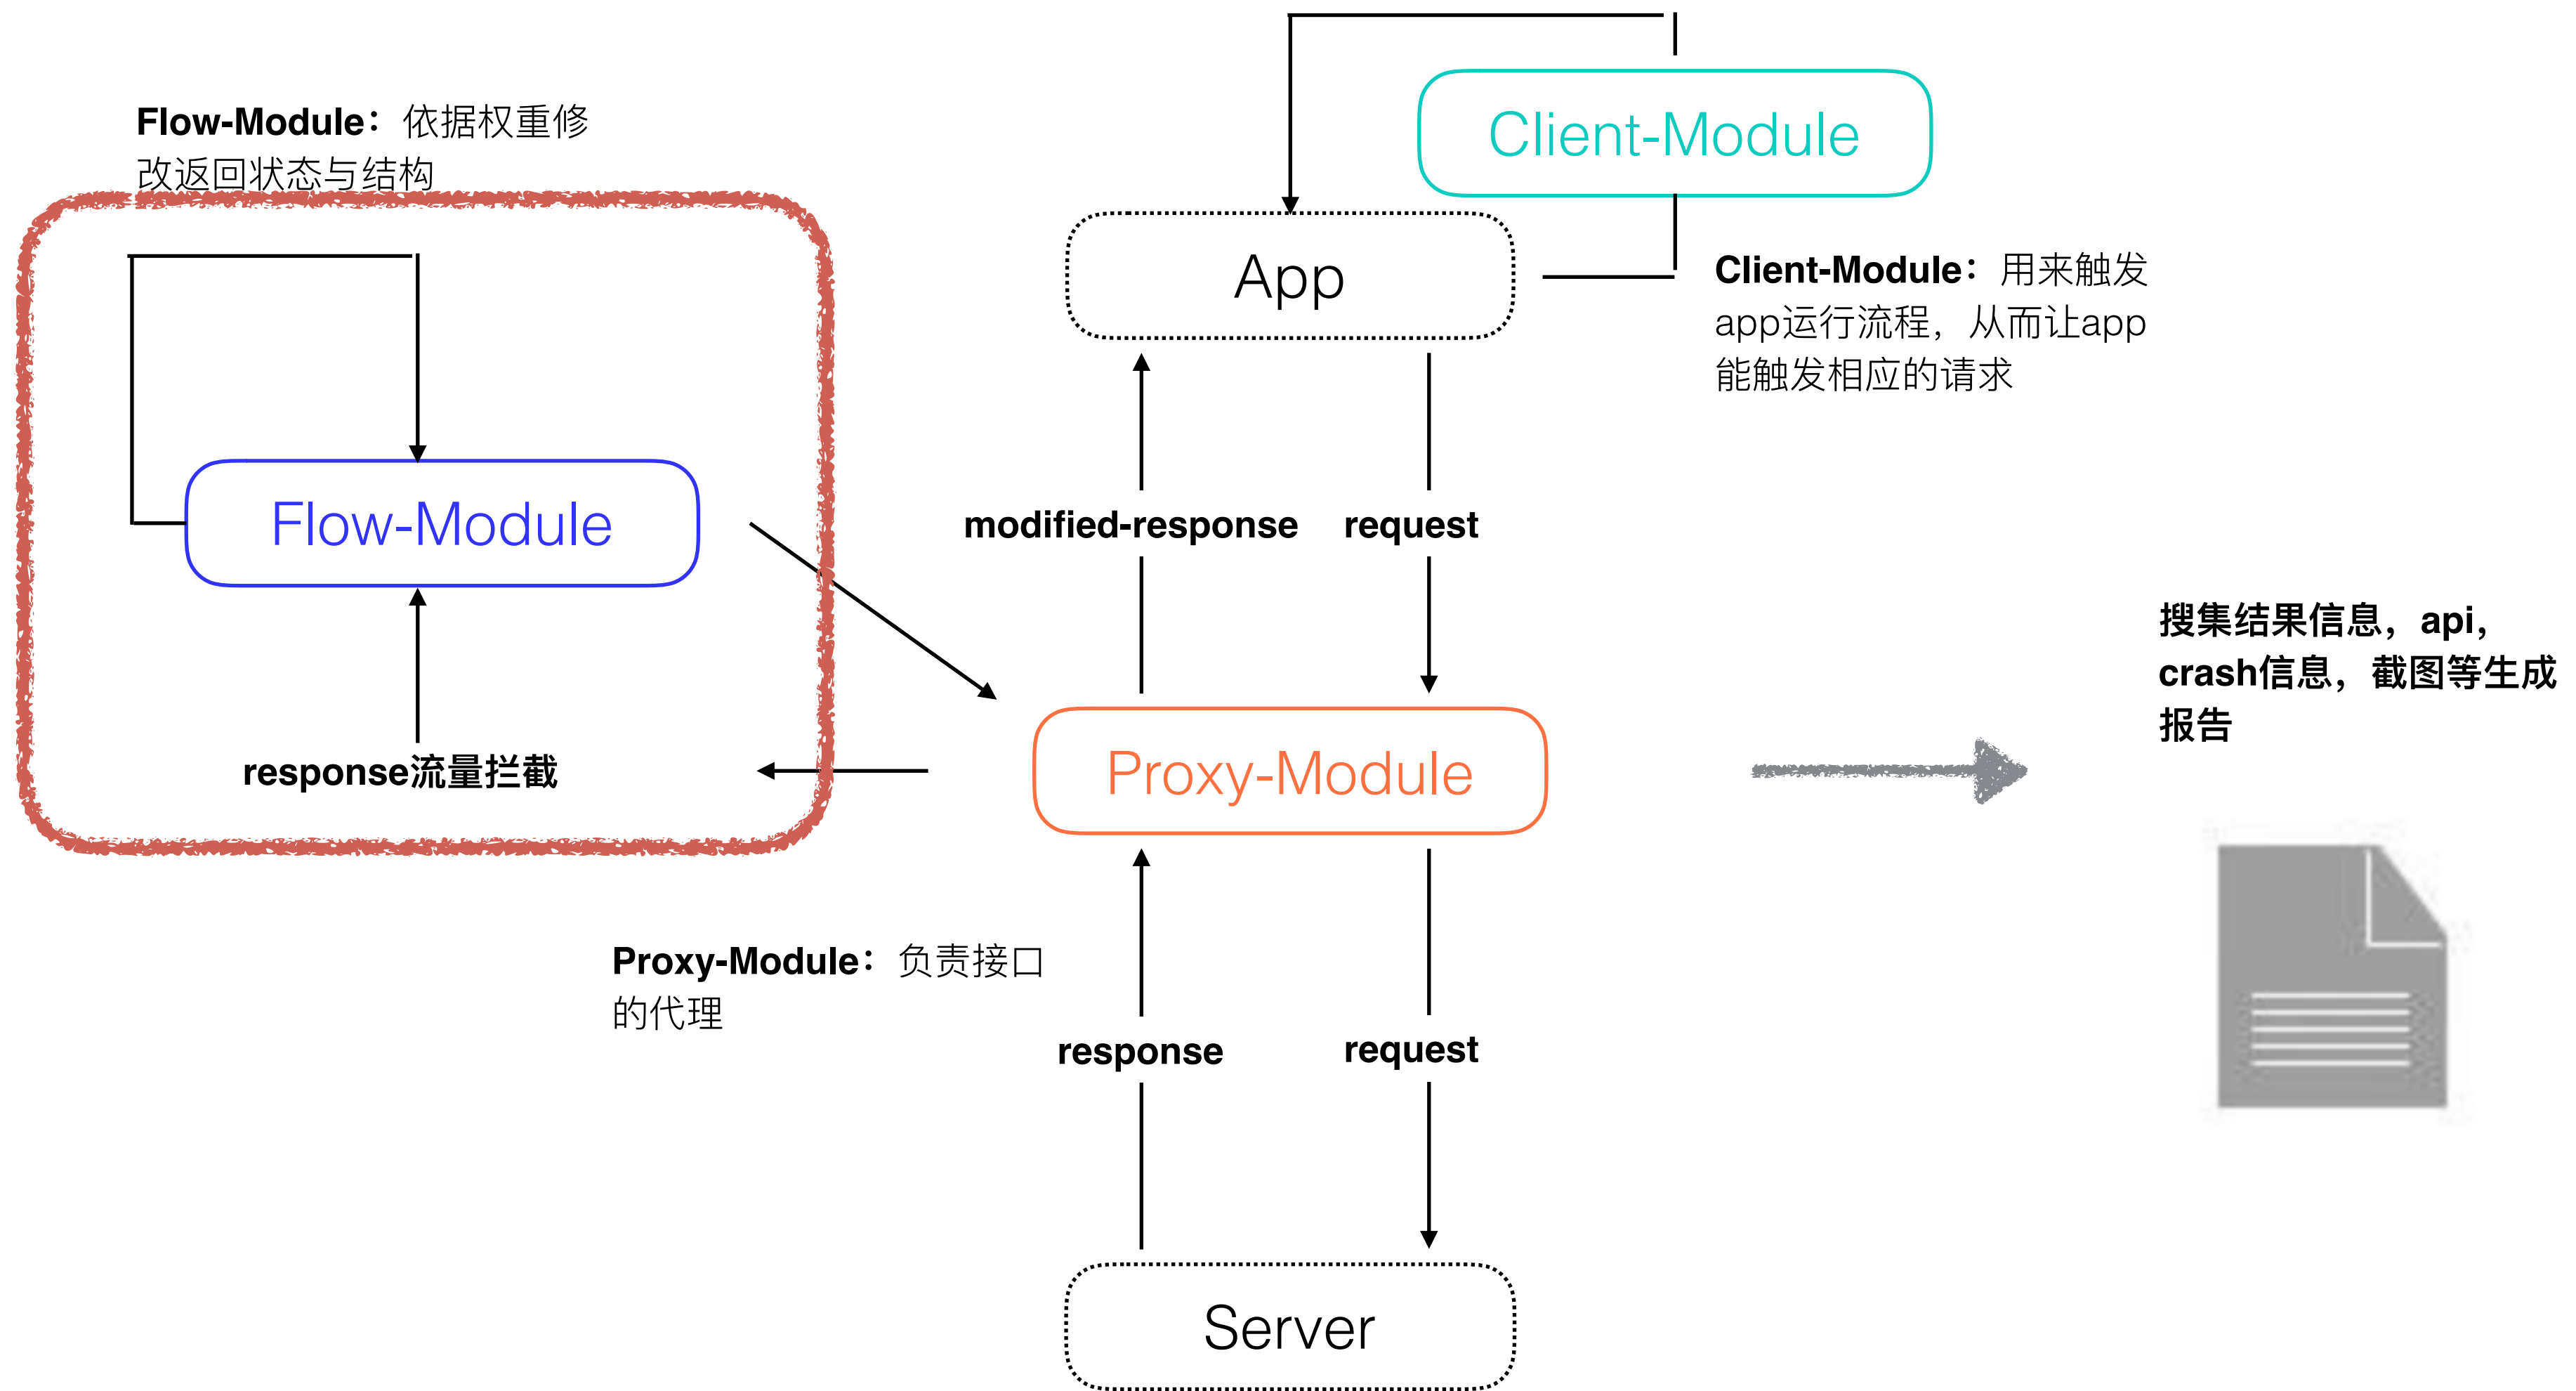 Client-Module
Flow-Module：依据权重修
改返回状态与结构
App
Client-Module：用来触发
app运行流程，从而让app
能触发相应的请求
Flow-Module
modified-response
request
搜集结果信息，api，
crash信息，截图等生成
报告
response流量拦截
Proxy-Module
Proxy-Module：负责接口
的代理
response
request
Server